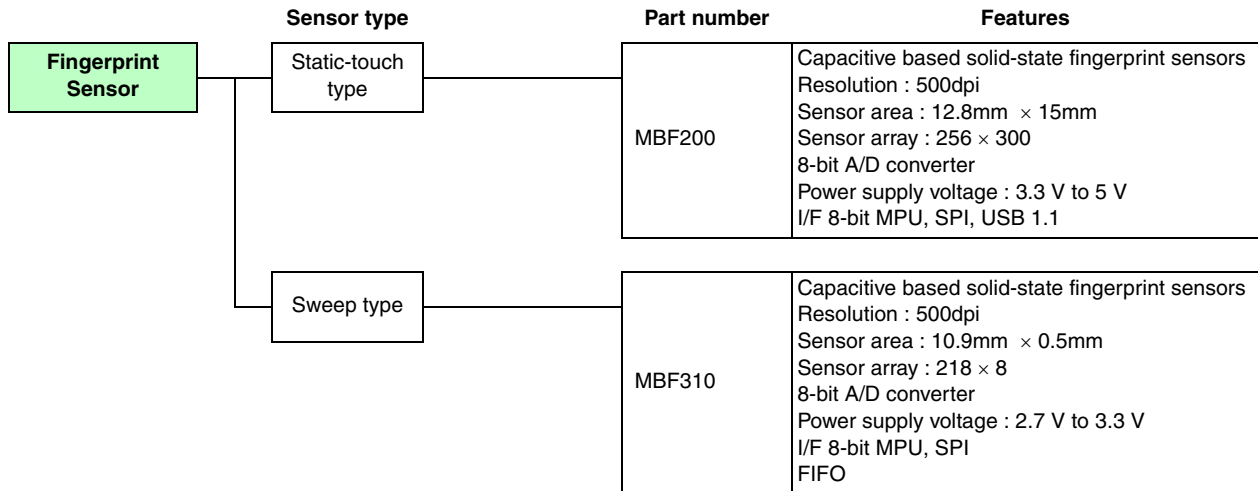 Sensor type Part number Features
Fingerprint
Sensor
Static-touch
type
MBF200
Capacitive based solid-state fingerprint sensors
Resolution : 500dpi
Sensor area : 12.8mm × 15mm
Sensor array : 256 × 300
8-bit A/D converter
Power supply voltage : 3.3 V to 5 V
I/F 8-bit MPU, SPI, USB 1.1
Sweep type
MBF310
Capacitive based solid-state fingerprint sensors
Resolution : 500dpi
Sensor area : 10.9mm × 0.5mm
Sensor array : 218 × 8
8-bit A/D converter
Power supply voltage : 2.7 V to 3.3 V
I/F 8-bit MPU, SPI
FIFO